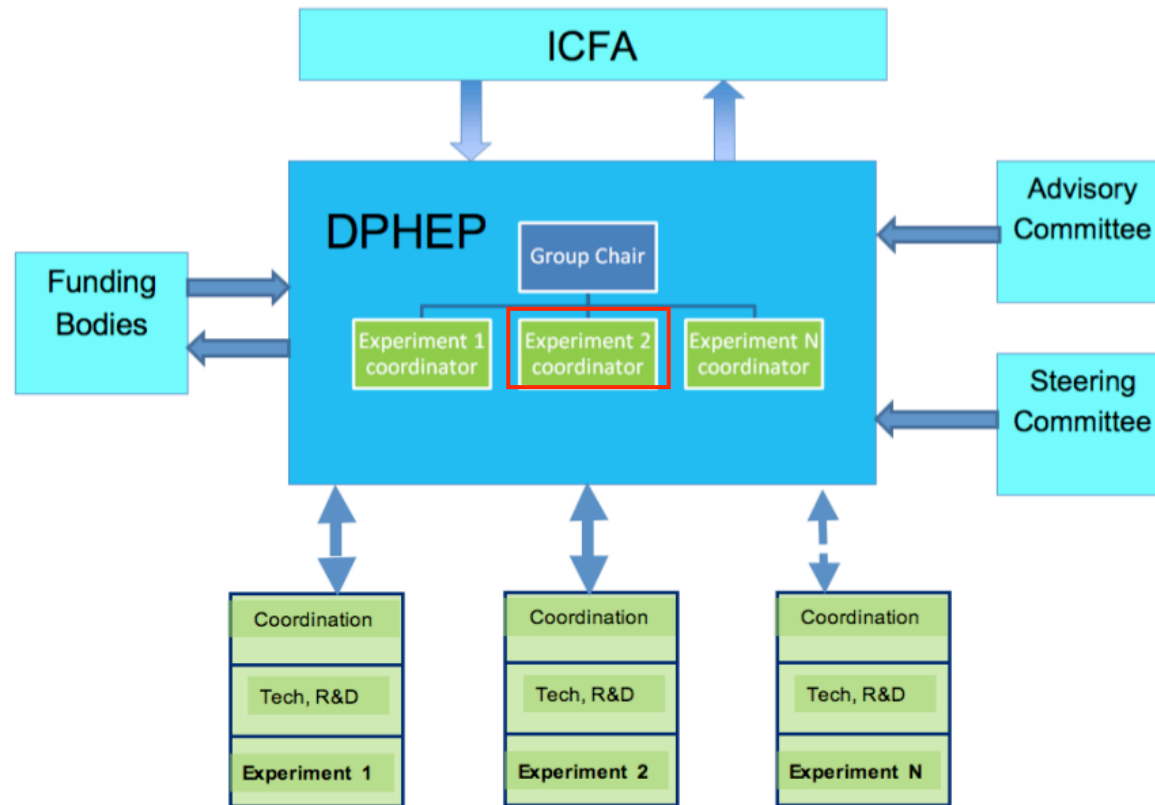 ICFA
DPHEP
Group Chair
Experiment 1
coordinator
Experiment 2
coordinator
Experiment N
coordinator
Funding
Bodies
Advisory
Committee
Steering
Committee
Coordination
Tech, R&D
Experiment 1
Coordination
Tech, R&D
Experiment 2
Coordination
Tech, R&D
Experiment N